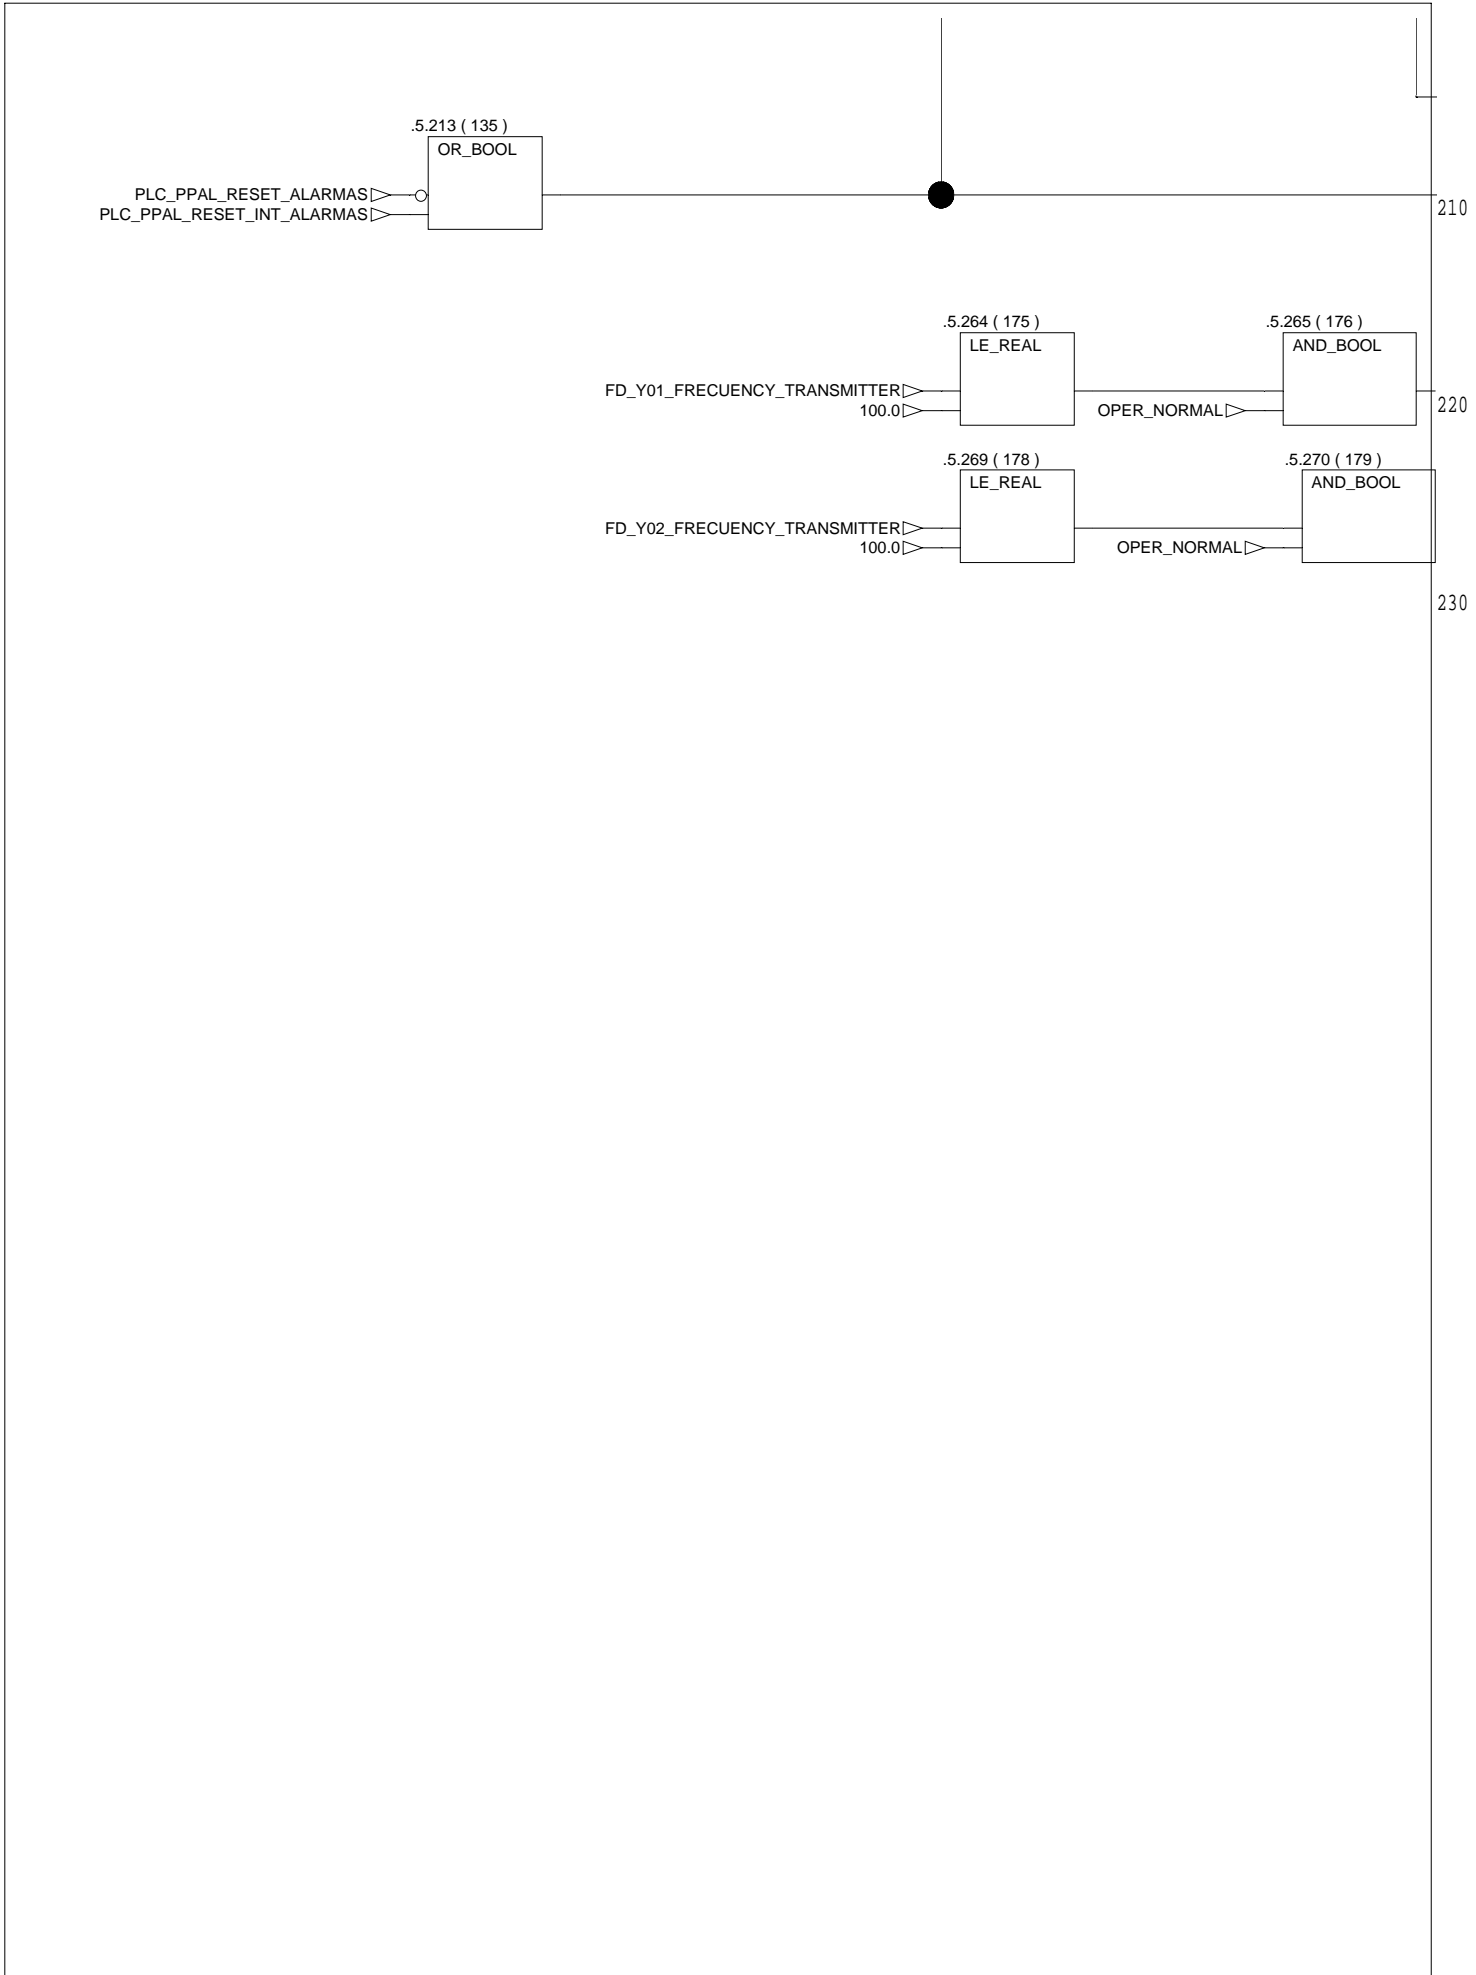 .5.213 ( 135 )
OR_BOOL
PLC_PPAL_RESET_ALARMAS
PLC_PPAL_RESET_INT_ALARMAS
210
.5.264 ( 175 )
.5.265 ( 176 )
LE_REAL
AND_BOOL
FD_Y01_FRECUENCY_TRANSMITTER
100.0
OPER_NORMAL
220
.5.269 ( 178 )
.5.270 ( 179 )
LE_REAL
AND_BOOL
FD_Y02_FRECUENCY_TRANSMITTER
100.0
OPER_NORMAL
230